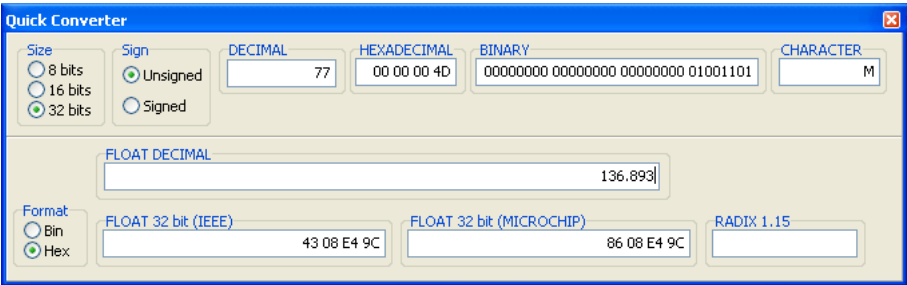 Quick Converter
Size
8 bits
16 bits
32 bits
Sign
Unsigned
Signed
DECIMAL
77
HEXADECIMAL
00 00 00 4D
BINARY
00000000 00000000 00000000 01001101
CHARACTER
M
FLOAT DECIMAL
136.893
Format
Bin
Hex
FLOAT 32 bit (IEEE)
43 08 E4 9C
FLOAT 32 bit (MICROCHIP)
86 08 E4 9C
RADIX 1.15